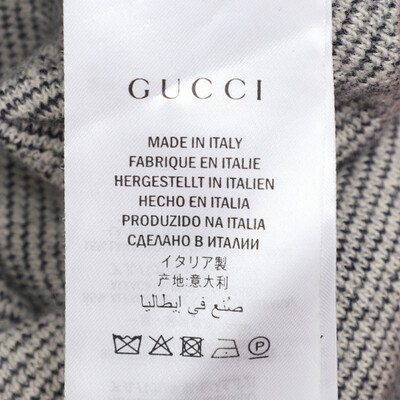 GUCCI
MADE IN ITALY
FABRIQUE EN ITALIE
HERGESTELLT IN ITALIEN
HECHO EN ITALIA
PRODUZIDO NA ITALIA
СДЕЛАНО В ИТАЛИИ
イタリア製
产地:意大利
صُنع في إيطاليا
P